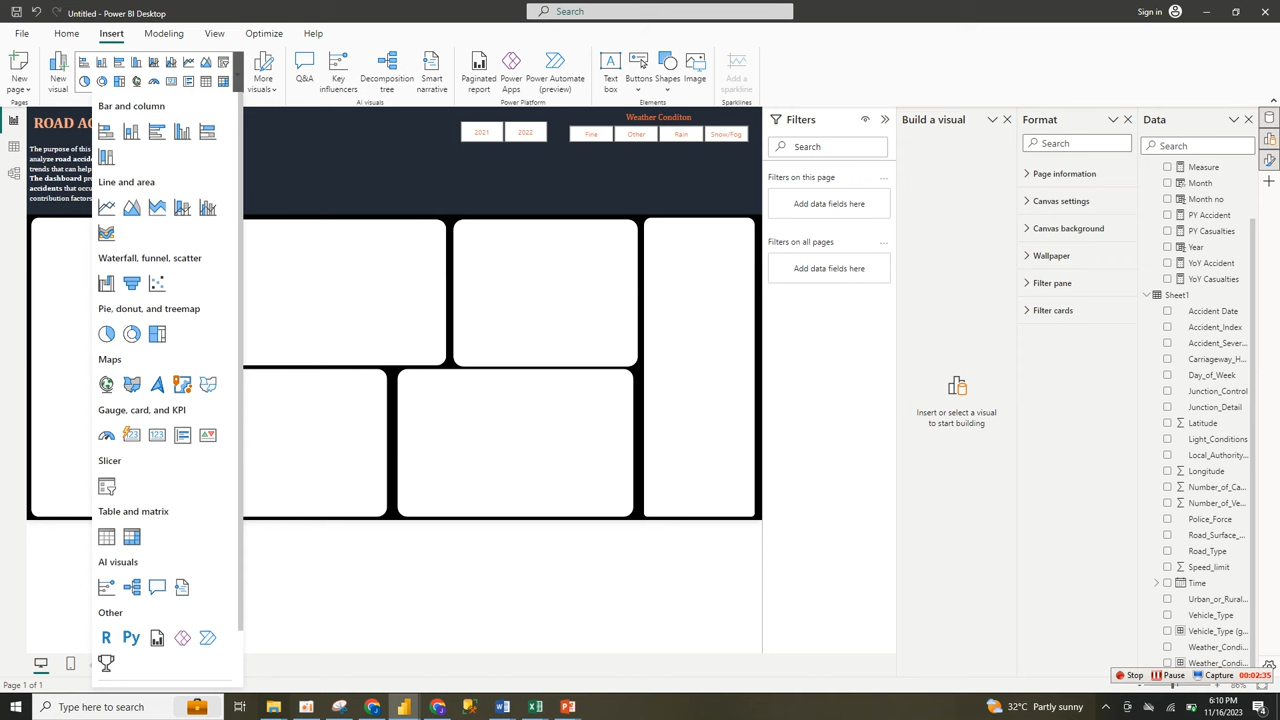 Untitled - Power BI Desktop
Search
Sign in
File
Home
Insert
Modeling
View
Optimize
Help
New page
New visual
More visuals
Q&A
Key influencers
Decomposition tree
Smart narrative
Paginated report
Power Apps
Power Automate (preview)
Text box
Buttons
Shapes
Image
Add a sparkline
Pages
AI visuals
Power Platform
Elements
Sparklines
Bar and column
Line and area
Waterfall, funnel, scatter
Pie, donut, and treemap
Maps
Gauge, card, and KPI
Slicer
Table and matrix
AI visuals
Other
R
Py
ROAD AC
The purpose of this
analyze road accide
trends that can help
The dashboard pr
accidents that occu
contribution factors
2021
2022
Weather Conditon
Fine
Other
Rain
Snow/Fog
Filters
Search
Filters on this page
...
Add data fields here
Filters on all pages
...
Add data fields here
Build a visual
Insert or select a visual
to start building
Format
Search
Page information
Canvas settings
Canvas background
Wallpaper
Filter pane
Filter cards
Data
Search
Measure
Month
Month no
PY Accident
PY Casualties
Year
YoY Accident
YoY Casualties
Sheet1
Accident Date
Accident_Index
Accident_Sever...
Carriageway_H...
Day_of_Week
Junction_Control
Junction_Detail
Latitude
Light_Conditions
Local_Authority...
Longitude
Number_of_Ca...
Number_of_Ve...
Police_Force
Road_Surface_...
Road_Type
Speed_limit
Time
Urban_or_Rural...
Vehicle_Type
Vehicle_Type (g...
Weather_Condi...
Weather_Condi...
Stop
Pause
Capture
00:02:35
Page 1 of 1
86%
Type here to search
32°C Partly sunny
6:10 PM
11/16/2023